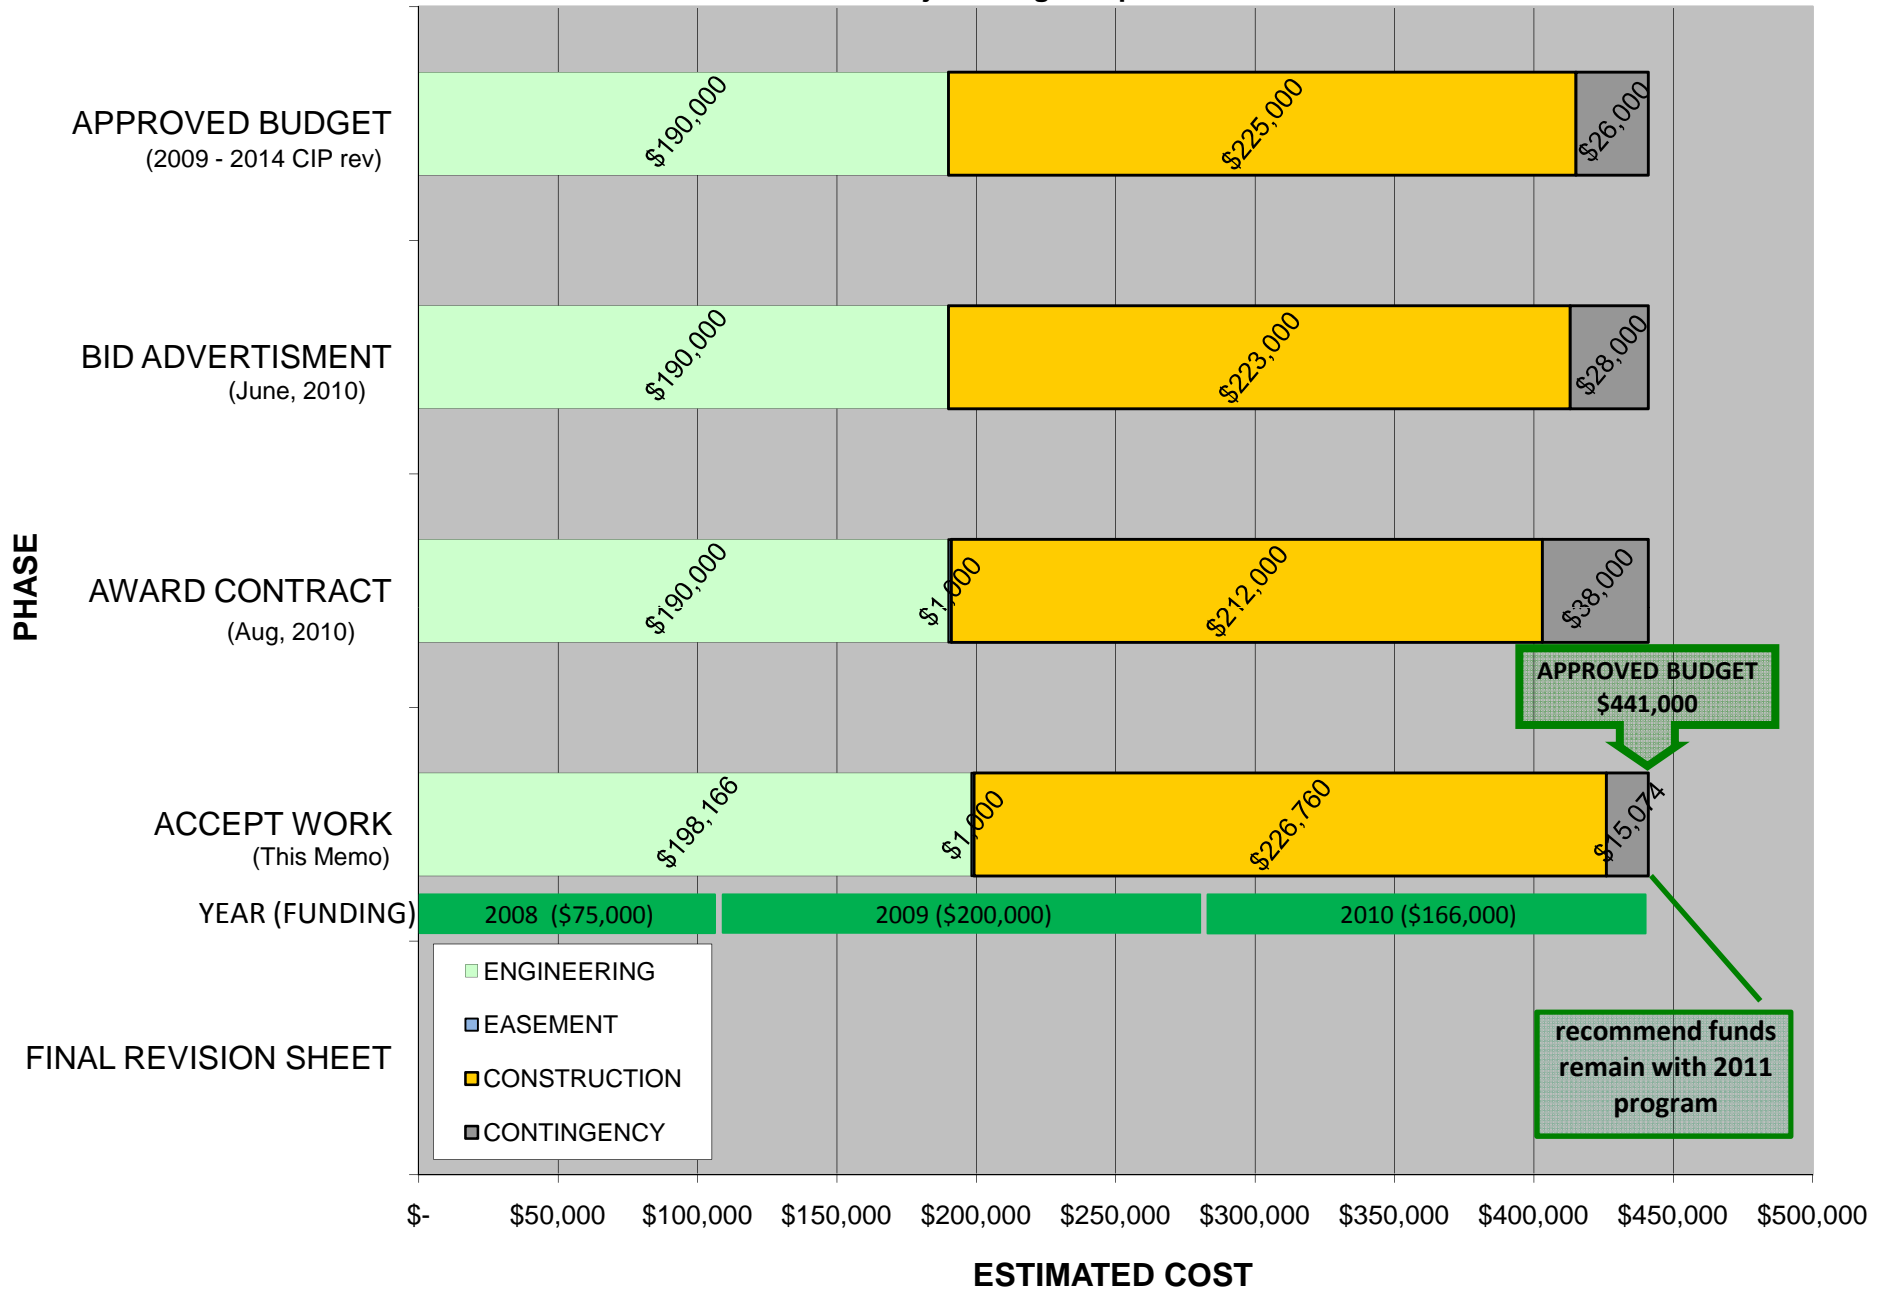 APPROVED BUDGET
(2009 - 2014 CIP rev)
$190,000
$225,000
$26,000
BID ADVERTISMENT
(June, 2010)
$190,000
$223,000
$28,000
PHASE
AWARD CONTRACT
(Aug, 2010)
$190,000
$1,000
$212,000
$38,000
APPROVED BUDGET
$441,000
ACCEPT WORK
(This Memo)
$198,166
$1,000
$226,760
$15,074
YEAR (FUNDING)
2008 ($75,000)
2009 ($200,000)
2010 ($166,000)
ENGINEERING
EASEMENT
CONSTRUCTION
CONTINGENCY
FINAL REVISION SHEET
recommend funds
remain with 2011
program
$-
$50,000
$100,000
$150,000
$200,000
$250,000
$300,000
$350,000
$400,000
$450,000
$500,000
ESTIMATED COST